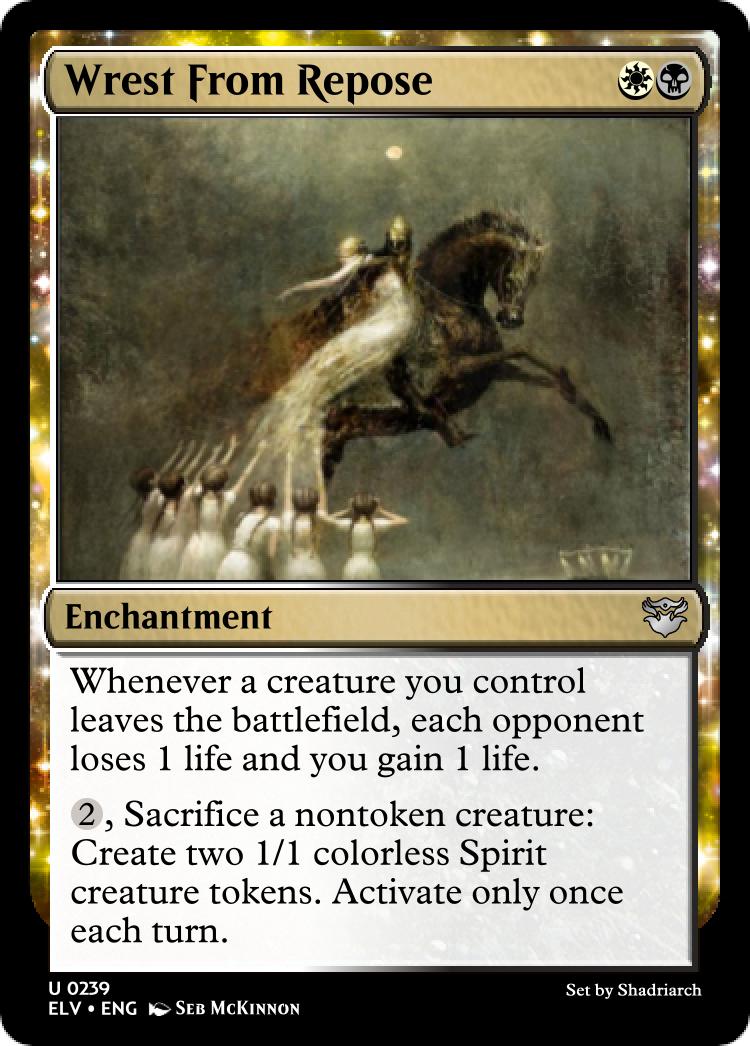 Wrest From Repose
Enchantment
Whenever a creature you control
leaves the battlefield, each opponent
loses 1 life and you gain 1 life.
2, Sacrifice a nontoken creature:
Create two 1/1 colorless Spirit
creature tokens. Activate only once
each turn.
U 0239
Set by Shadriarch
ELV • ENG Seb McKinnon